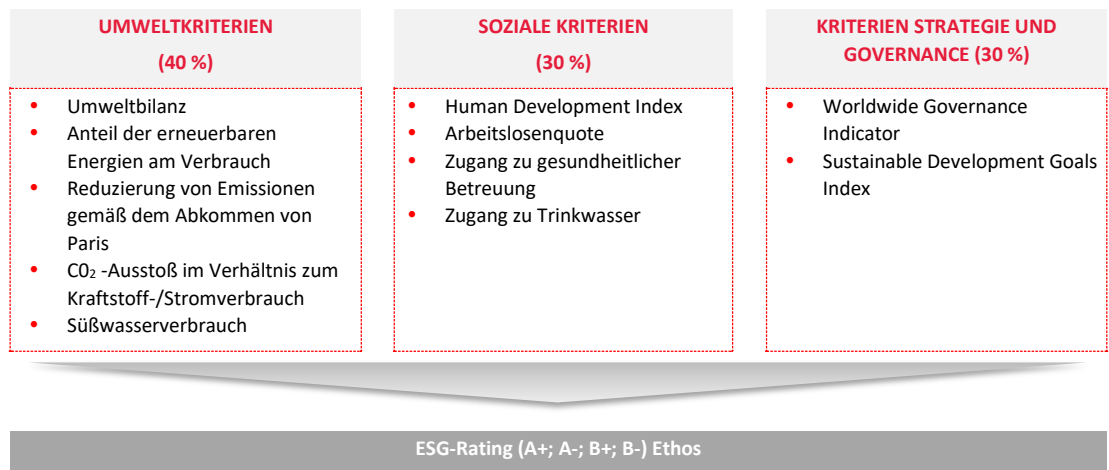 UMWELTKRITERIEN
(40 %)
• Umweltbilanz
• Anteil der erneuerbaren
Energien am Verbrauch
• Reduzierung von Emissionen
gemäß dem Abkommen von
Paris
• C0₂ -Ausstoß im Verhältnis zum
Kraftstoff-/Stromverbrauch
• Süßwasserverbrauch
SOZIALE KRITERIEN
(30 %)
• Human Development Index
• Arbeitslosenquote
• Zugang zu gesundheitlicher
Betreuung
• Zugang zu Trinkwasser
KRITERIEN STRATEGIE UND
GOVERNANCE (30 %)
• Worldwide Governance
Indicator
• Sustainable Development Goals
Index
ESG-Rating (A+; A-; B+; B-) Ethos